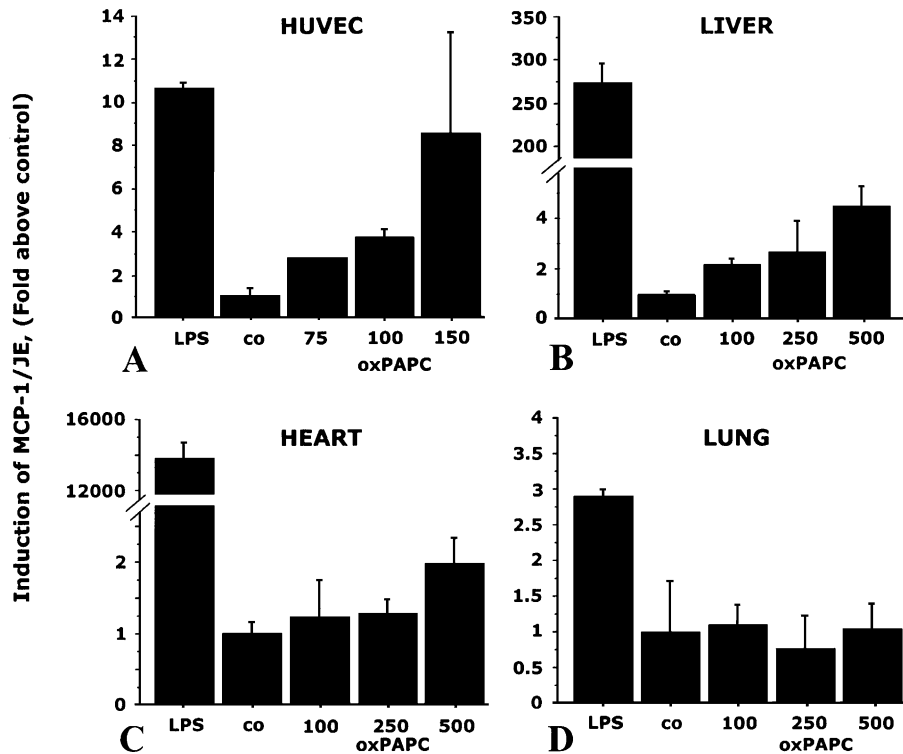 Induction of MCP-1/JE, (Fold above control)
HUVEC
14
12
10
8
6
4
2
0
LPS co 75 100 150
oxPAPC
A
LIVER
350
300
250
200
4
2
0
LPS co 100 250 500
oxPAPC
B
HEART
16000
12000
2
1
0
LPS co 100 250 500
oxPAPC
C
LUNG
4
3.5
3
2.5
2
1.5
1
0.5
0
LPS co 100 250 500
oxPAPC
D